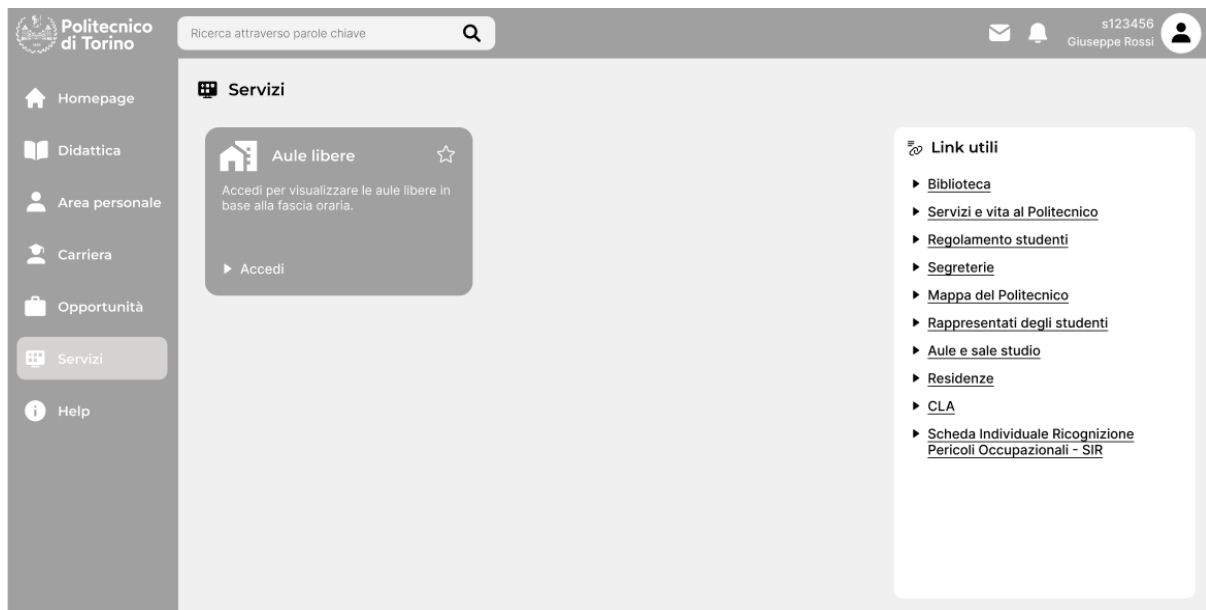 Politecnico
di Torino
Ricerca attraverso parole chiave
s123456
Giuseppe Rossi
Homepage
Didattica
Area personale
Carriera
Opportunità
Servizi
Help
Servizi
Aule libere
Accedi per visualizzare le aule libere in
base alla fascia oraria.
Accedi
Link utili
Biblioteca
Servizi e vita al Politecnico
Regolamento studenti
Segreterie
Mappa del Politecnico
Rappresentati degli studenti
Aule e sale studio
Residenze
CLA
Scheda Individuale Ricognizione
Pericoli Occupazionali - SIR